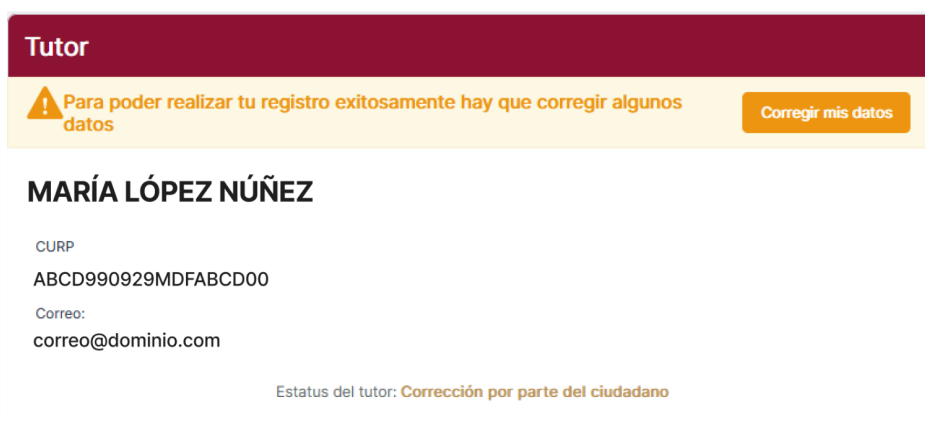 Tutor
Para poder realizar tu registro exitosamente hay que corregir algunos
datos
Corregir mis datos
MARÍA LÓPEZ NÚÑEZ
CURP
ABCD990929MDFABCD00
Correo:
correo@dominio.com
Estatus del tutor: Corrección por parte del ciudadano